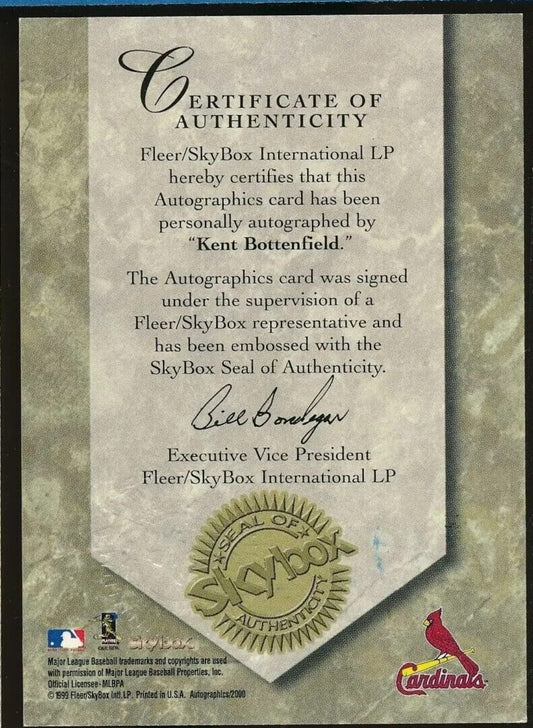 CERTIFICATE OF
AUTHENTICITY
Fleer/SkyBox International LP
hereby certifies that this
Autographics card has been
personally autographed by
“Kent Bottenfield.”
The Autographics card was signed
under the supervision of a
Fleer/SkyBox representative and
has been embossed with the
SkyBox Seal of Authenticity.
Executive Vice President
Fleer/SkyBox International LP
SEAL OF
Skybox
AUTHENTICITY
SkyBox
Major League Baseball trademarks and copyrights are used
with permission of Major League Baseball Properties, Inc.
Official Licensee-MLBPA
© 1999 Fleer/SkyBox Intl. LP. Printed in U.S.A. Autographics/2000
Cardinals